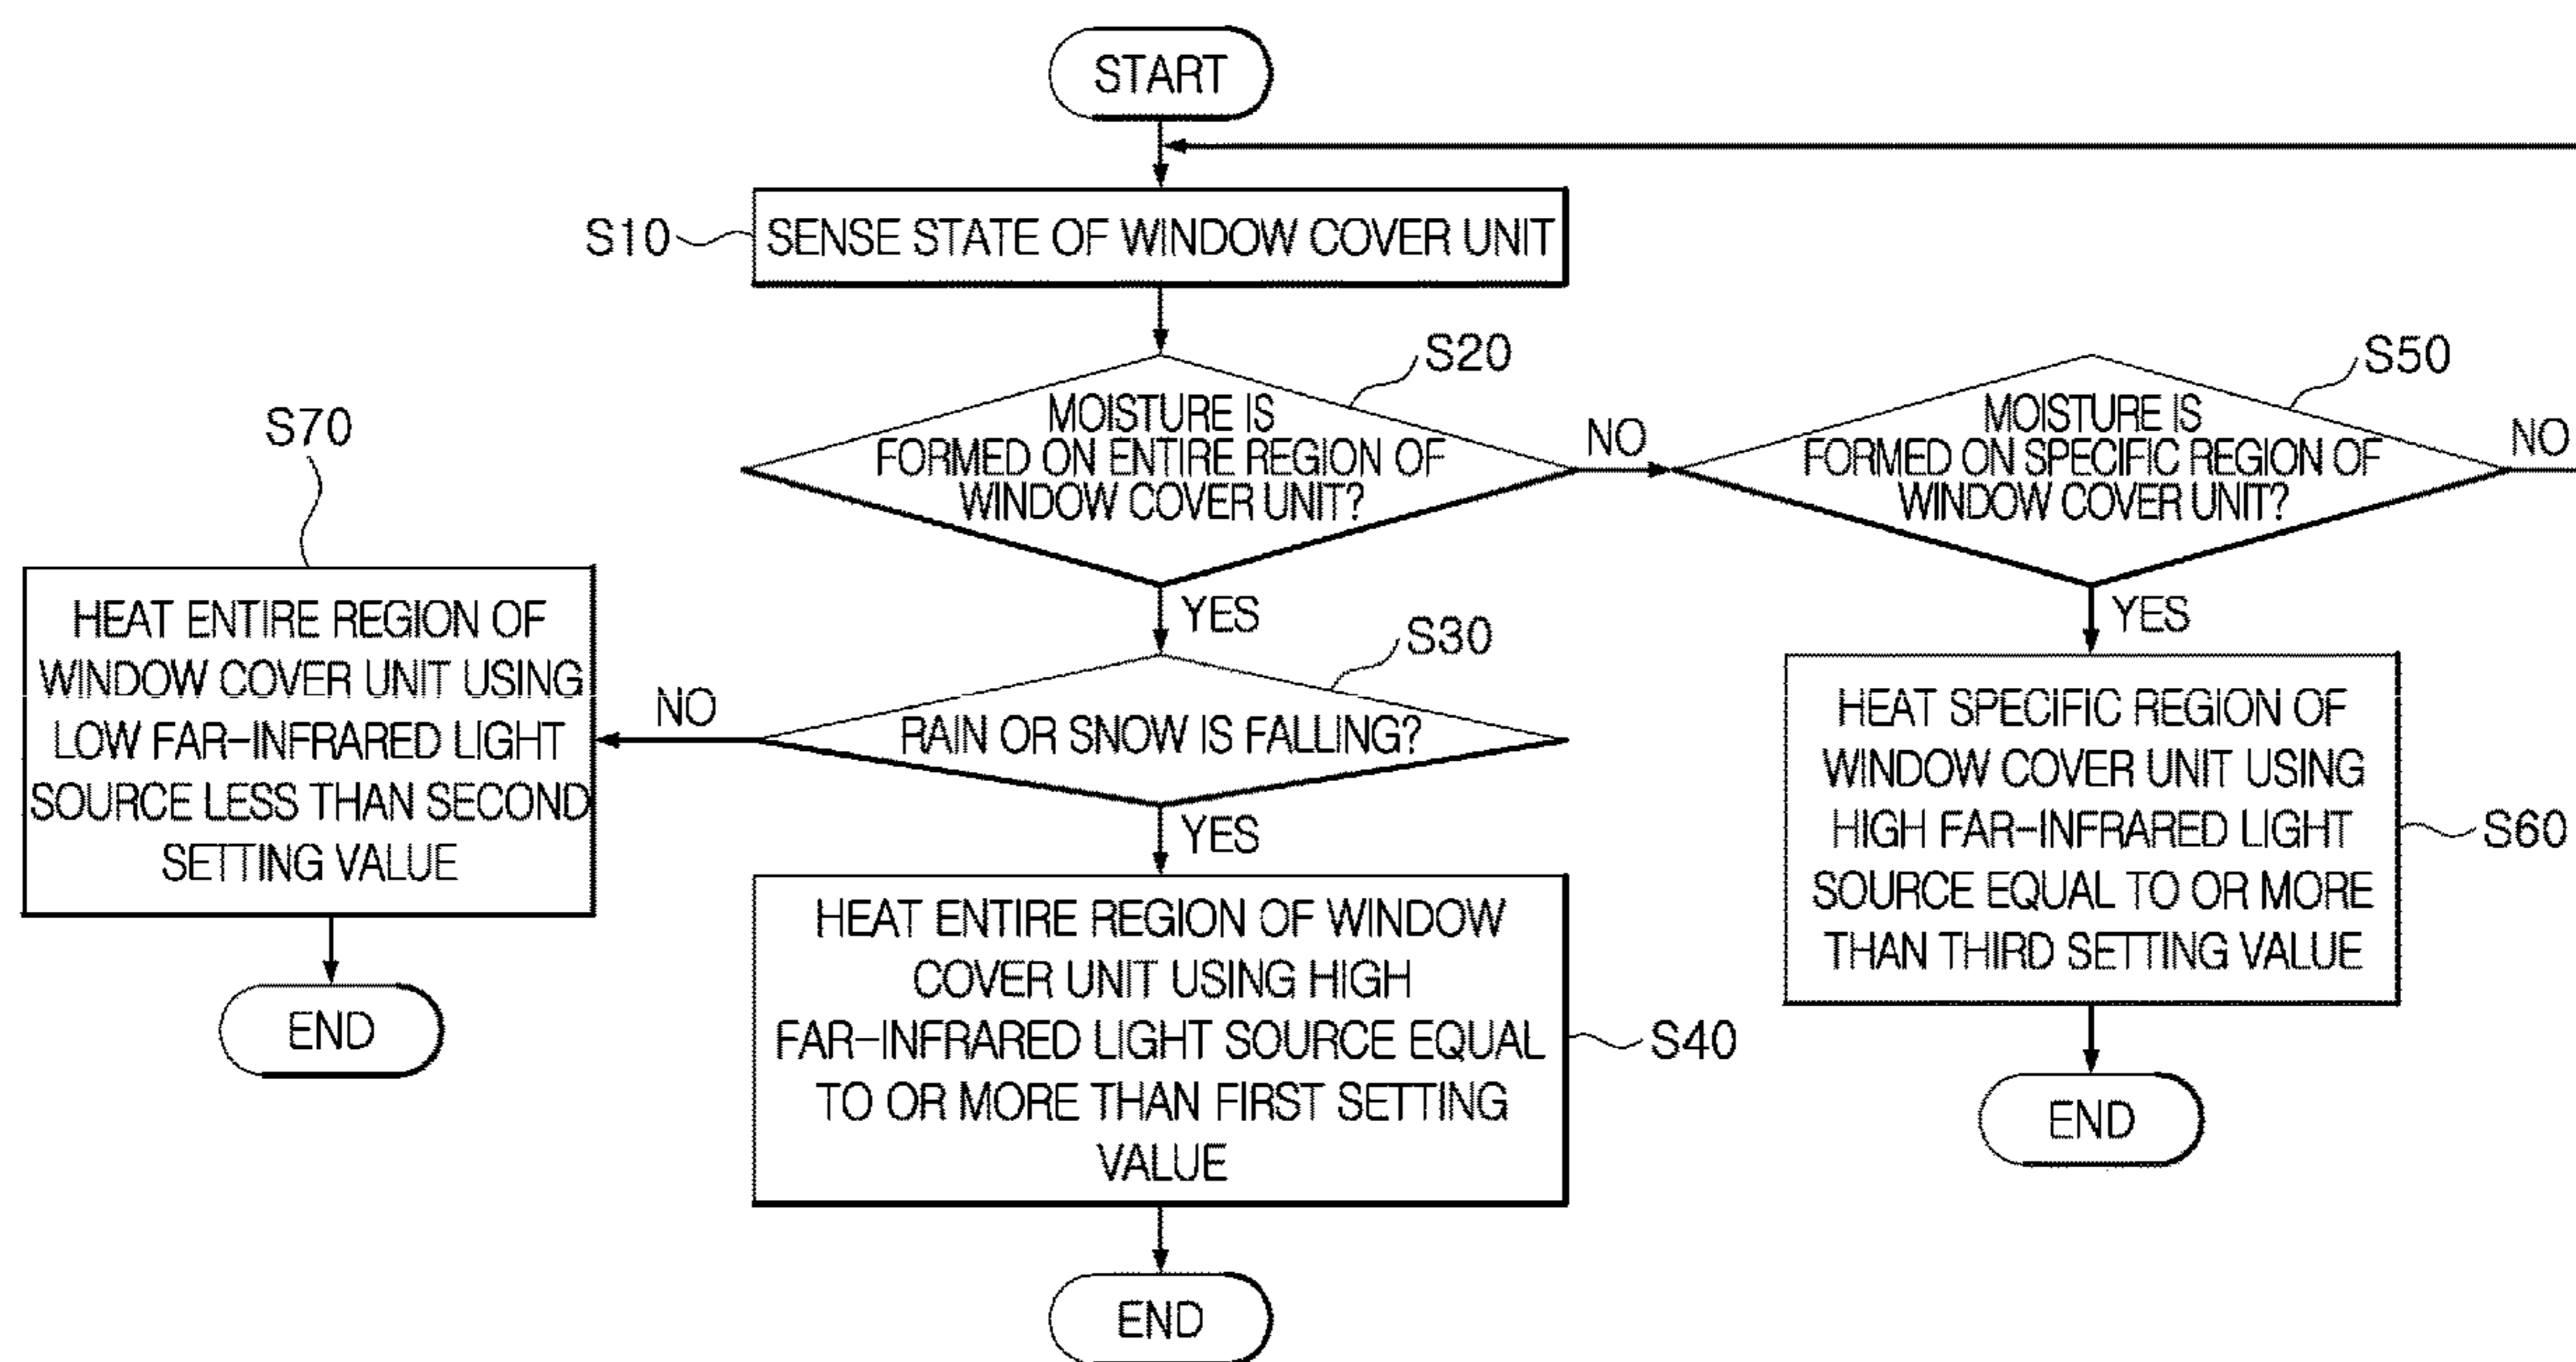 START
S10
SENSE STATE OF WINDOW COVER UNIT
S20
MOISTURE IS
FORMED ON ENTIRE REGION OF
WINDOW COVER UNIT?
NO
S50
MOISTURE IS
FORMED ON SPECIFIC REGION OF
WINDOW COVER UNIT?
NO
S70
HEAT ENTIRE REGION OF
WINDOW COVER UNIT USING
LOW FAR-INFRARED LIGHT
SOURCE LESS THAN SECOND
SETTING VALUE
END
YES
S30
RAIN OR SNOW IS FALLING?
NO
YES
HEAT ENTIRE REGION OF WINDOW
COVER UNIT USING HIGH
FAR-INFRARED LIGHT SOURCE EQUAL
TO OR MORE THAN FIRST SETTING
VALUE
S40
END
YES
HEAT SPECIFIC REGION OF
WINDOW COVER UNIT USING
HIGH FAR-INFRARED LIGHT
SOURCE EQUAL TO OR MORE
THAN THIRD SETTING VALUE
S60
END